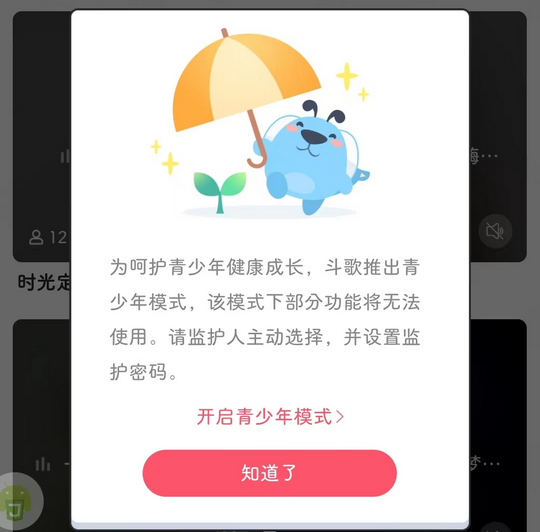 嗨…
12
时光定
为呵护青少年健康成长，斗歌推出青
少年模式，该模式下部分功能将无法
使用。请监护人主动选择，并设置监
护密码。
开启青少年模式>
梦…
知道了